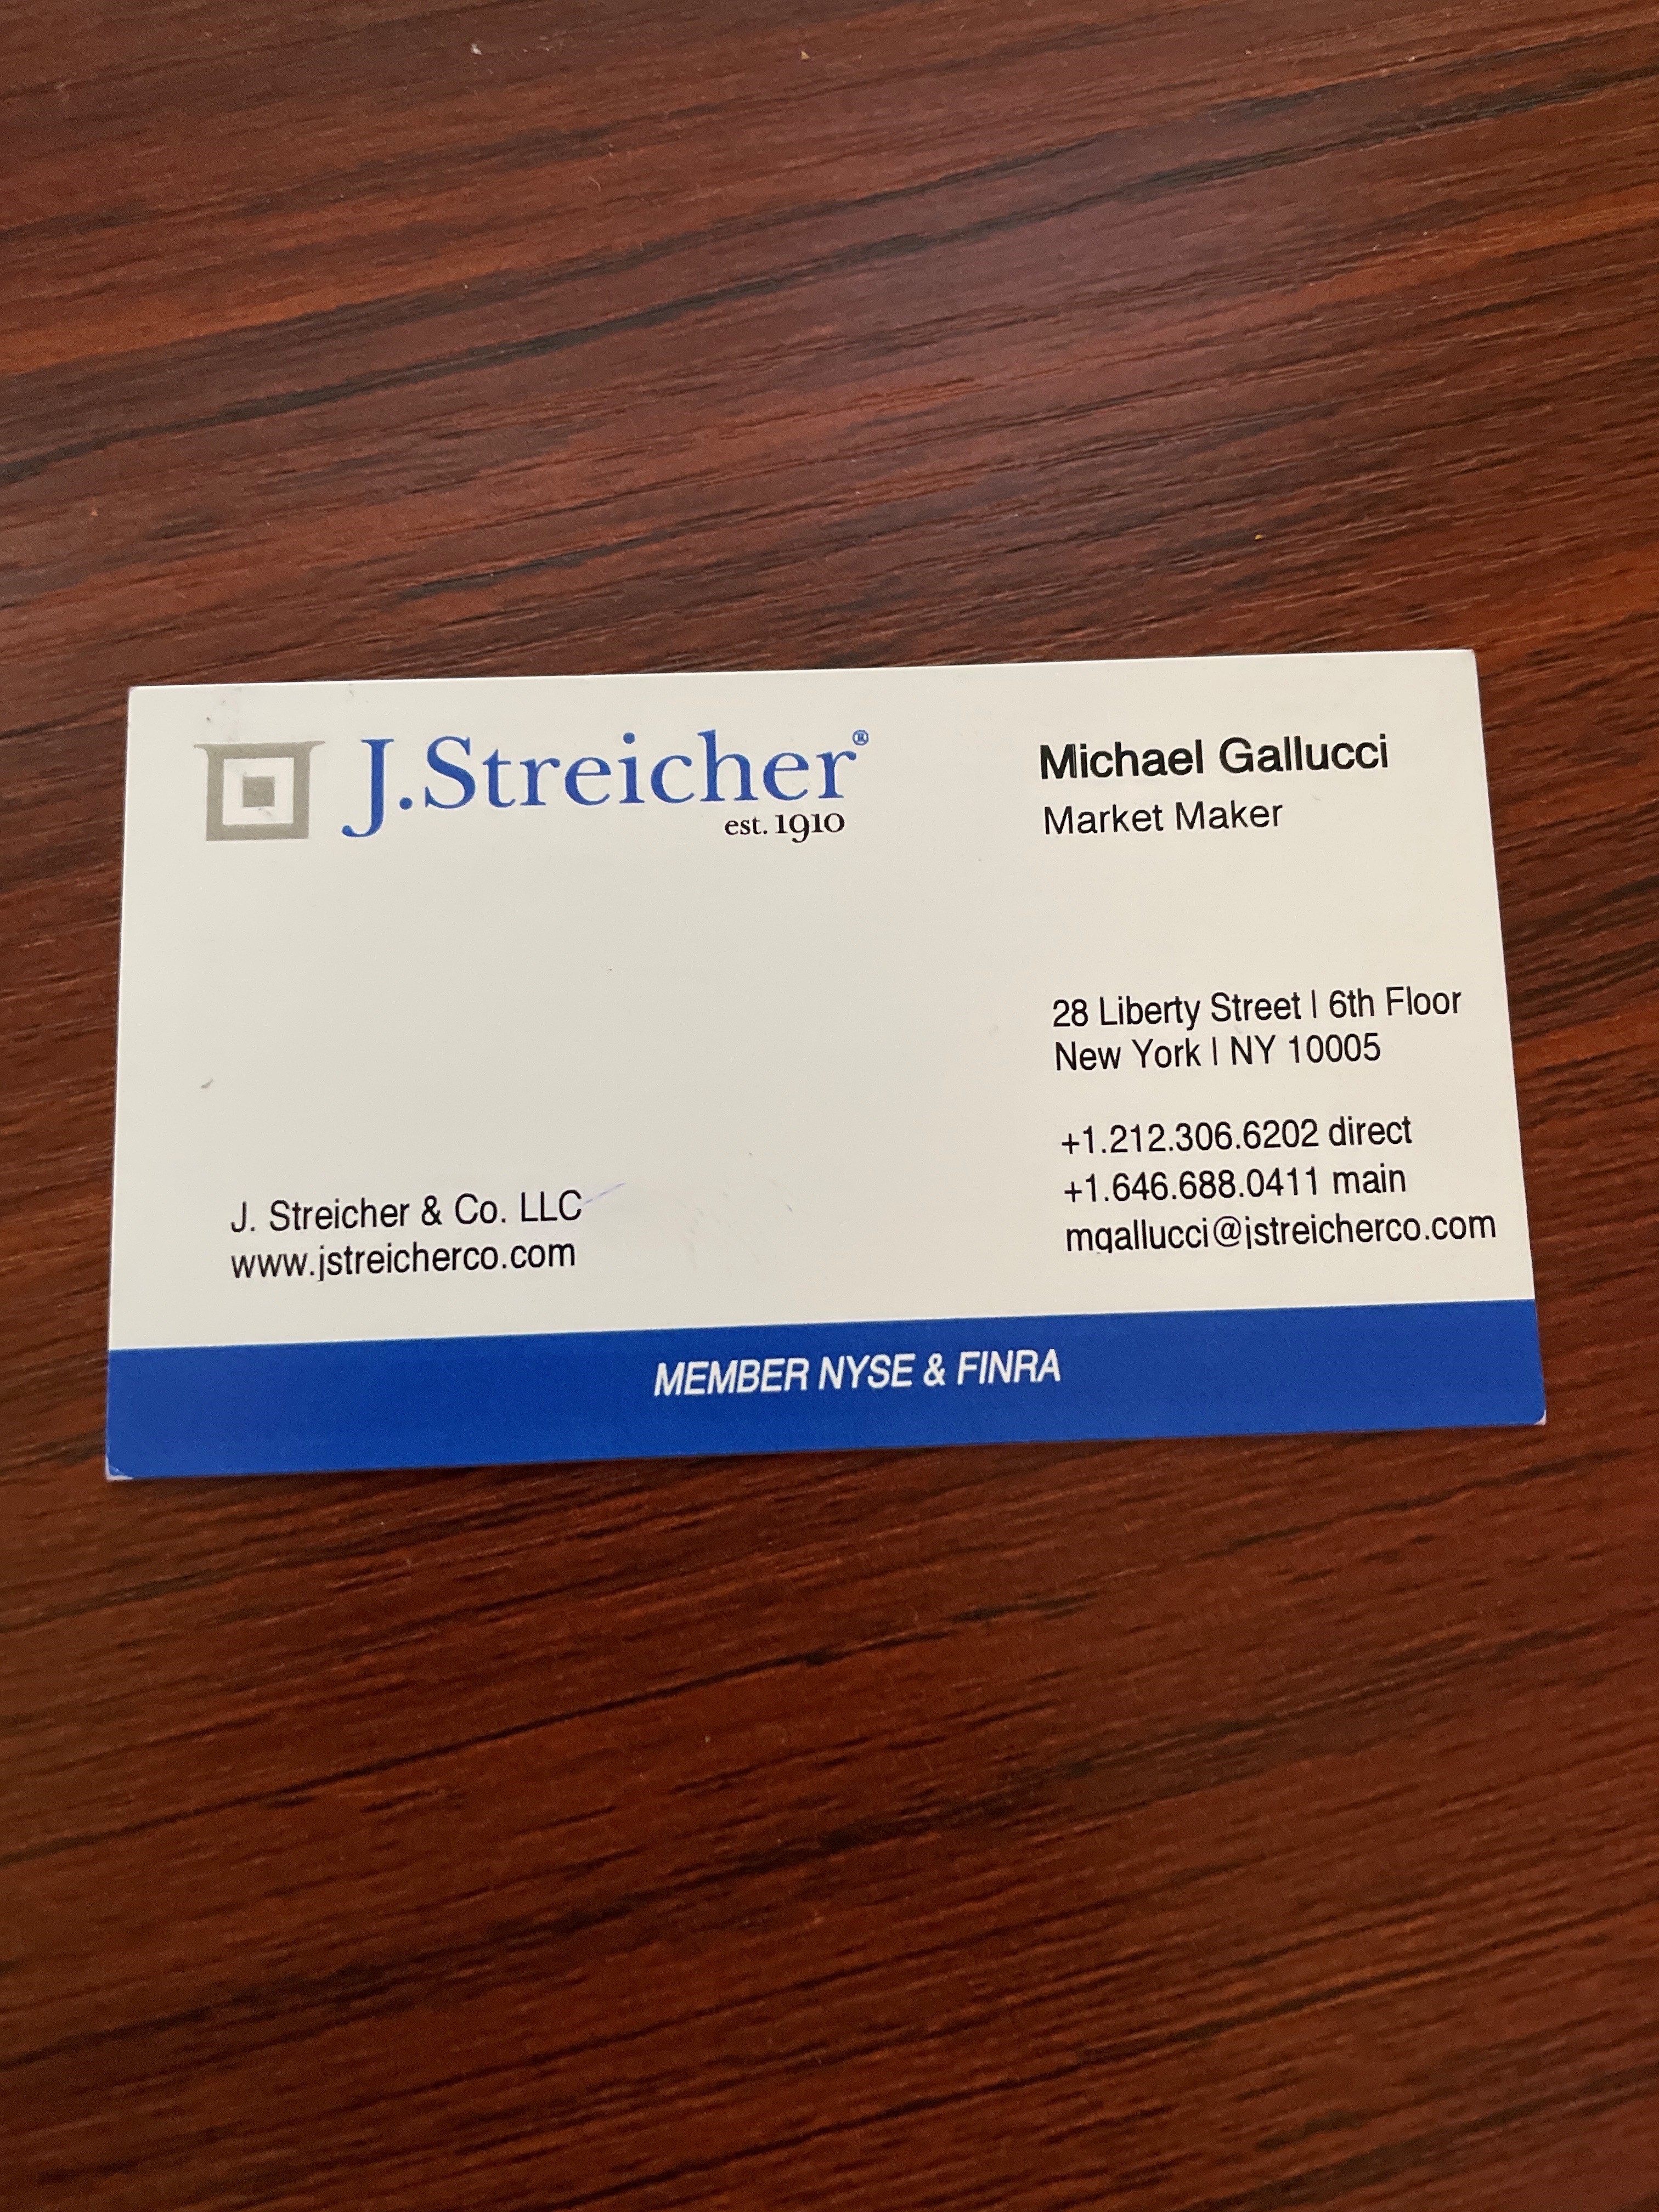 J.Streicher®
est. 1910
Michael Gallucci
Market Maker
28 Liberty Street | 6th Floor
New York | NY 10005
+1.212.306.6202 direct
+1.646.688.0411 main
mgallucci@jstreicherco.com
J. Streicher & Co. LLC
www.jstreicherco.com
MEMBER NYSE & FINRA